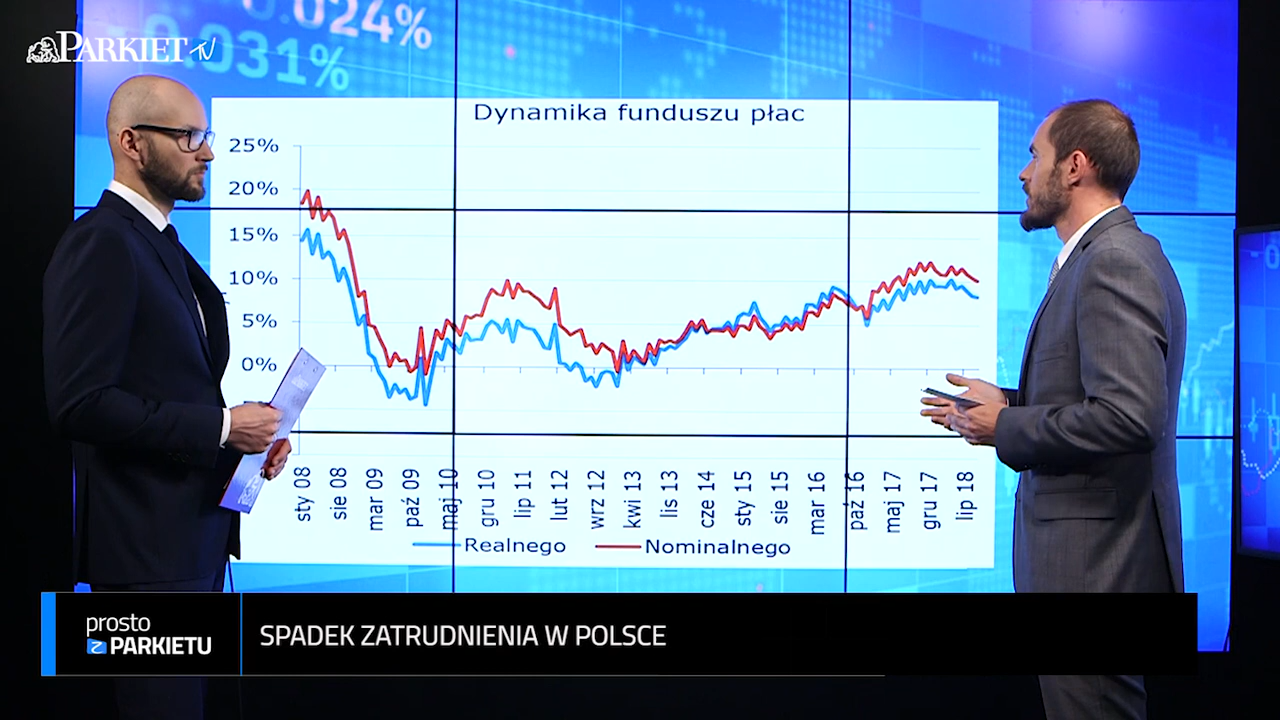 0.024%
0.031%
PARKIET TV
Dynamika funduszu płac
25%
20%
15%
10%
5%
0%
sty 08
sie 08
mar 09
paź 09
maj 10
gru 10
lip 11
lut 12
wrz 12
kwi 13
lis 13
cze 14
sty 15
sie 15
mar 16
paź 16
maj 17
gru 17
lip 18
Realnego
Nominalnego
prosto
z PARKIETU
SPADEK ZATRUDNIENIA W POLSCE